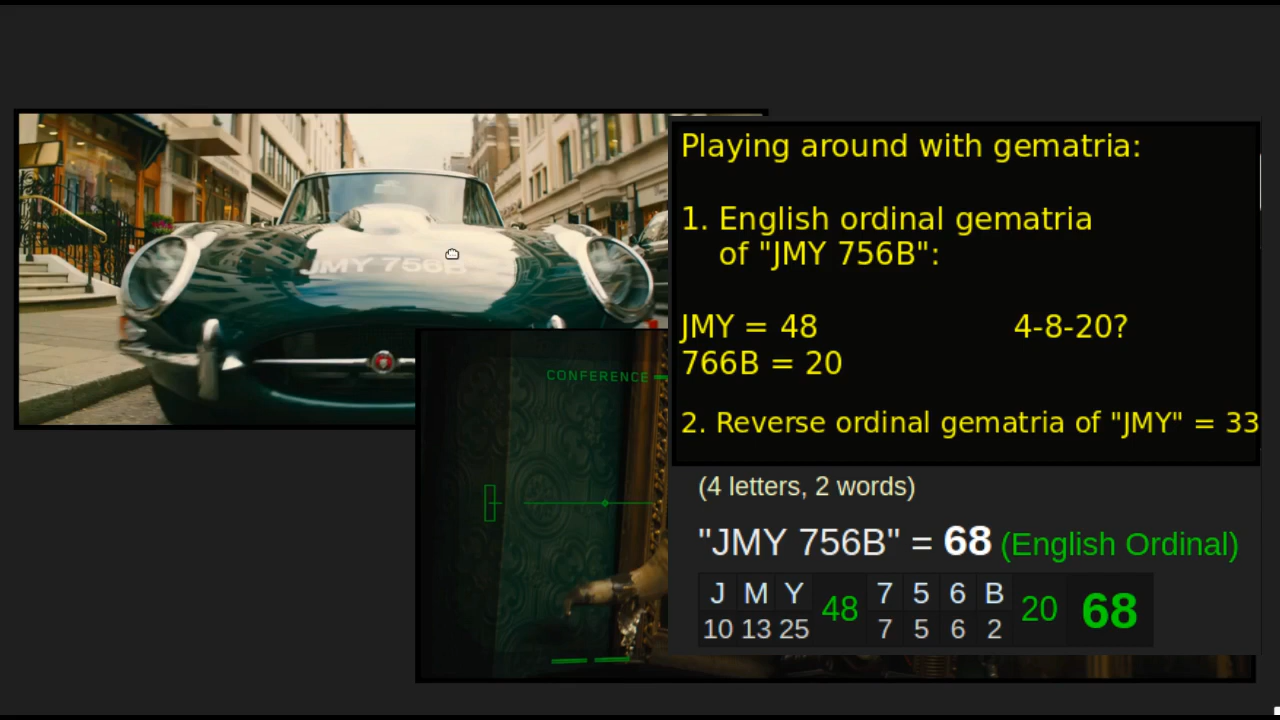 JMY 756B
CONFERENCE
Playing around with gematria:
1. English ordinal gematria
of "JMY 756B":
JMY = 48 4-8-20?
766B = 20
2. Reverse ordinal gematria of "JMY" = 33
(4 letters, 2 words)
"JMY 756B" = 68 (English Ordinal)
J M Y 48 7 5 6 B 20 68
10 13 25 7 5 6 2